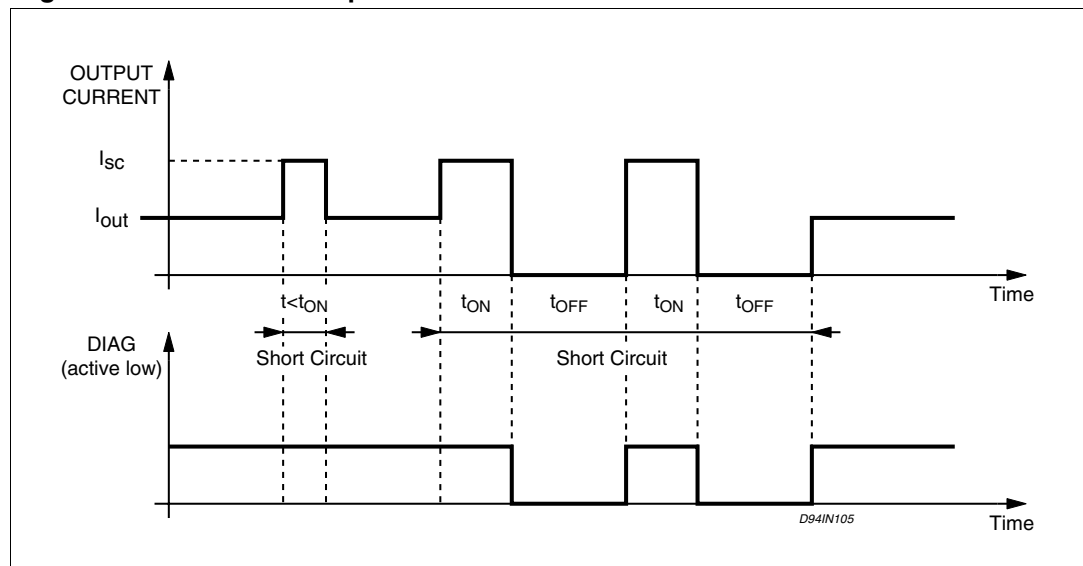 OUTPUT
CURRENT
Isc
Iout
Time
t<tON
tON
tOFF
tON
tOFF
DIAG
(active low)
Short Circuit
Short Circuit
D94IN105
Time